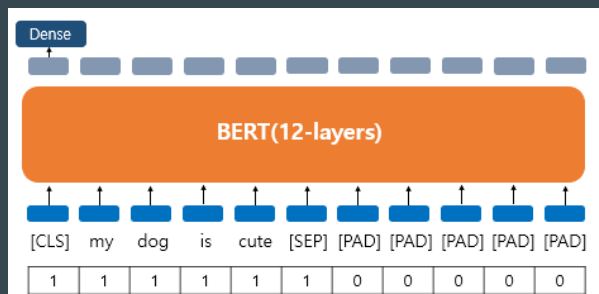 Dense
BERT(12-layers)
[CLS] my dog is cute [SEP] [PAD] [PAD] [PAD] [PAD] [PAD]
1 1 1 1 1 1 0 0 0 0 0